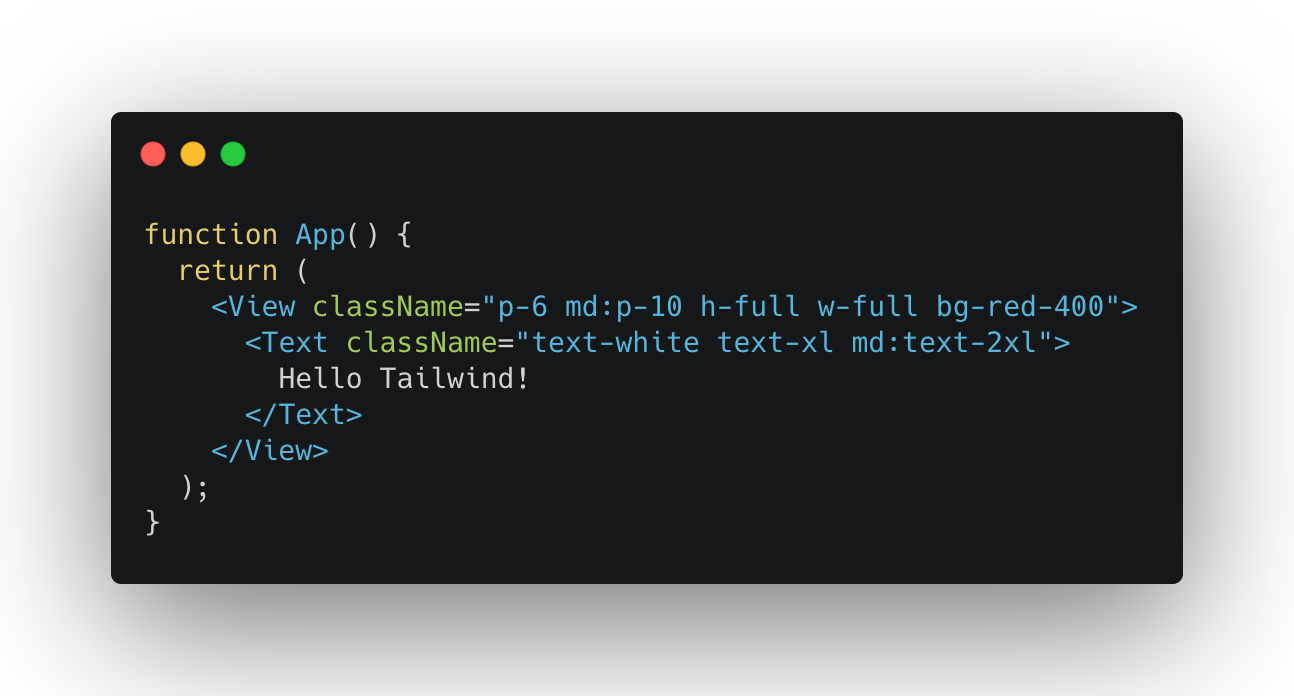 function App() {
  return (
    <View className="p-6 md:p-10 h-full w-full bg-red-400">
      <Text className="text-white text-xl md:text-2xl">
        Hello Tailwind!
      </Text>
    </View>
  );
}